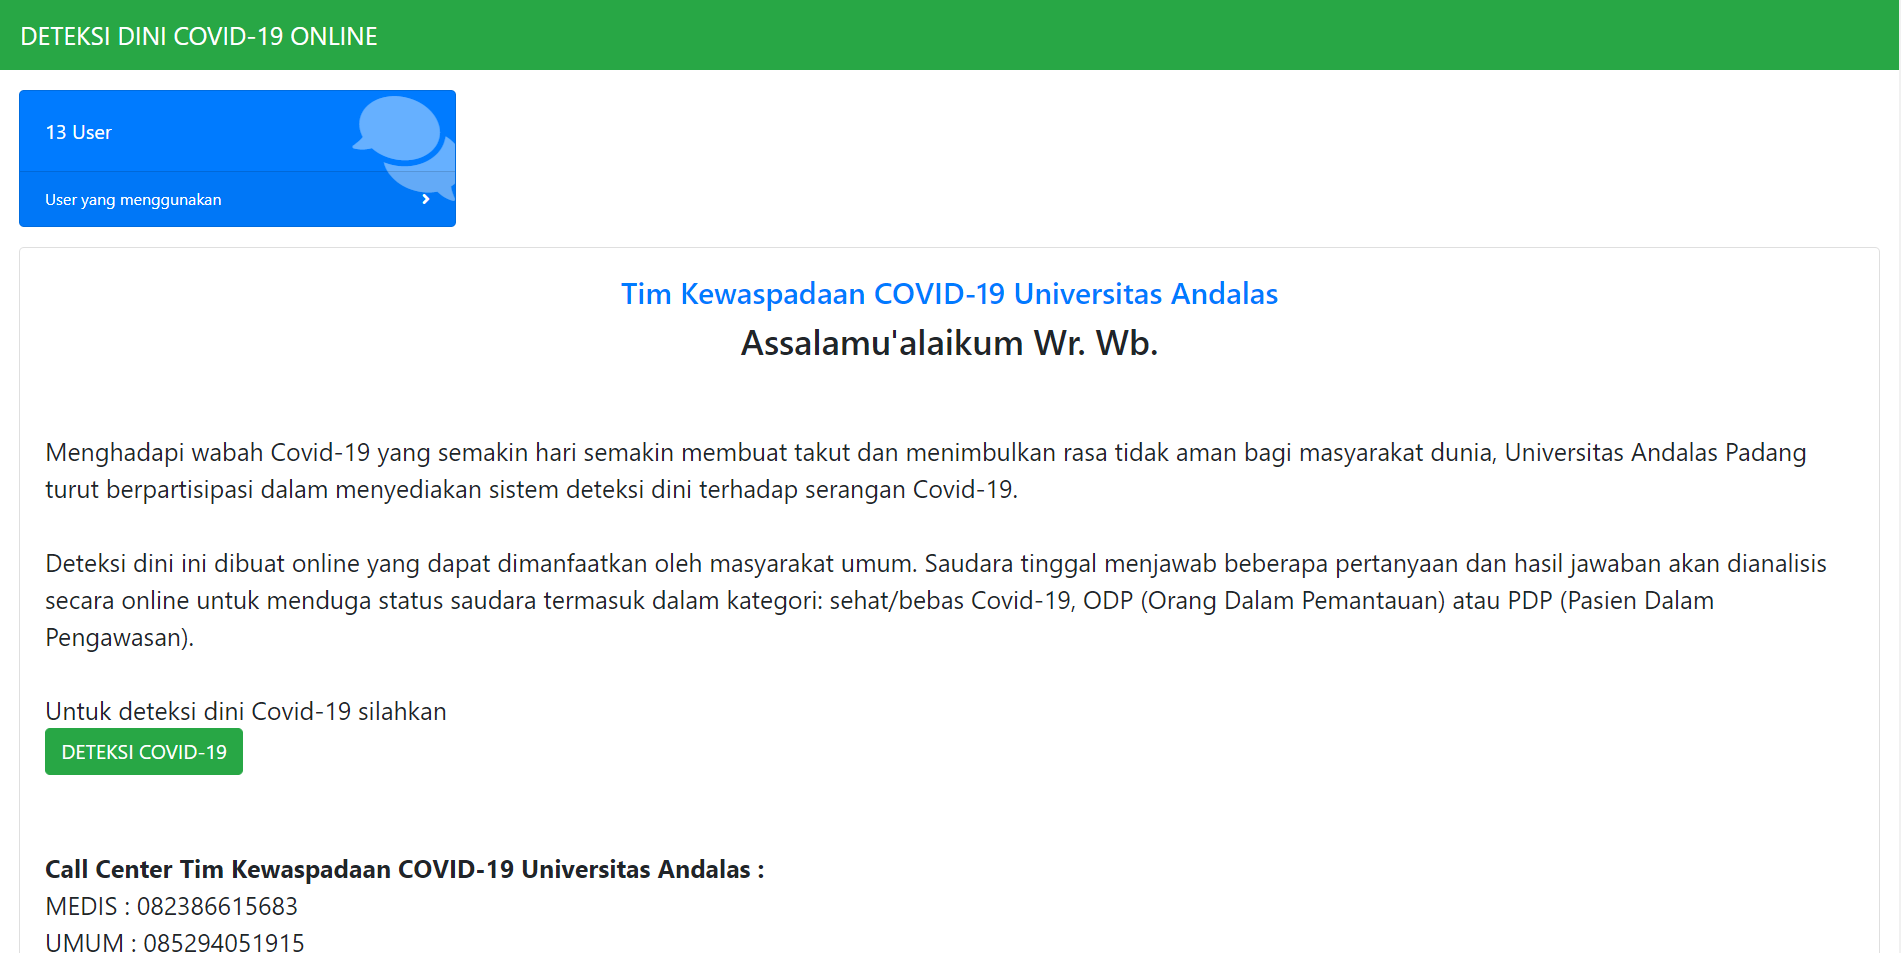 DETEKSI DINI COVID-19 ONLINE
13 User
User yang menggunakan
Tim Kewaspadaan COVID-19 Universitas Andalas
Assalamu'alaikum Wr. Wb.
Menghadapi wabah Covid-19 yang semakin hari semakin membuat takut dan menimbulkan rasa tidak aman bagi masyarakat dunia, Universitas Andalas Padang
turut berpartisipasi dalam menyediakan sistem deteksi dini terhadap serangan Covid-19.
Deteksi dini ini dibuat online yang dapat dimanfaatkan oleh masyarakat umum. Saudara tinggal menjawab beberapa pertanyaan dan hasil jawaban akan dianalisis
secara online untuk menduga status saudara termasuk dalam kategori: sehat/bebas Covid-19, ODP (Orang Dalam Pemantauan) atau PDP (Pasien Dalam
Pengawasan).
Untuk deteksi dini Covid-19 silahkan
DETEKSI COVID-19
Call Center Tim Kewaspadaan COVID-19 Universitas Andalas :
MEDIS : 082386615683
UMUM : 085294051915